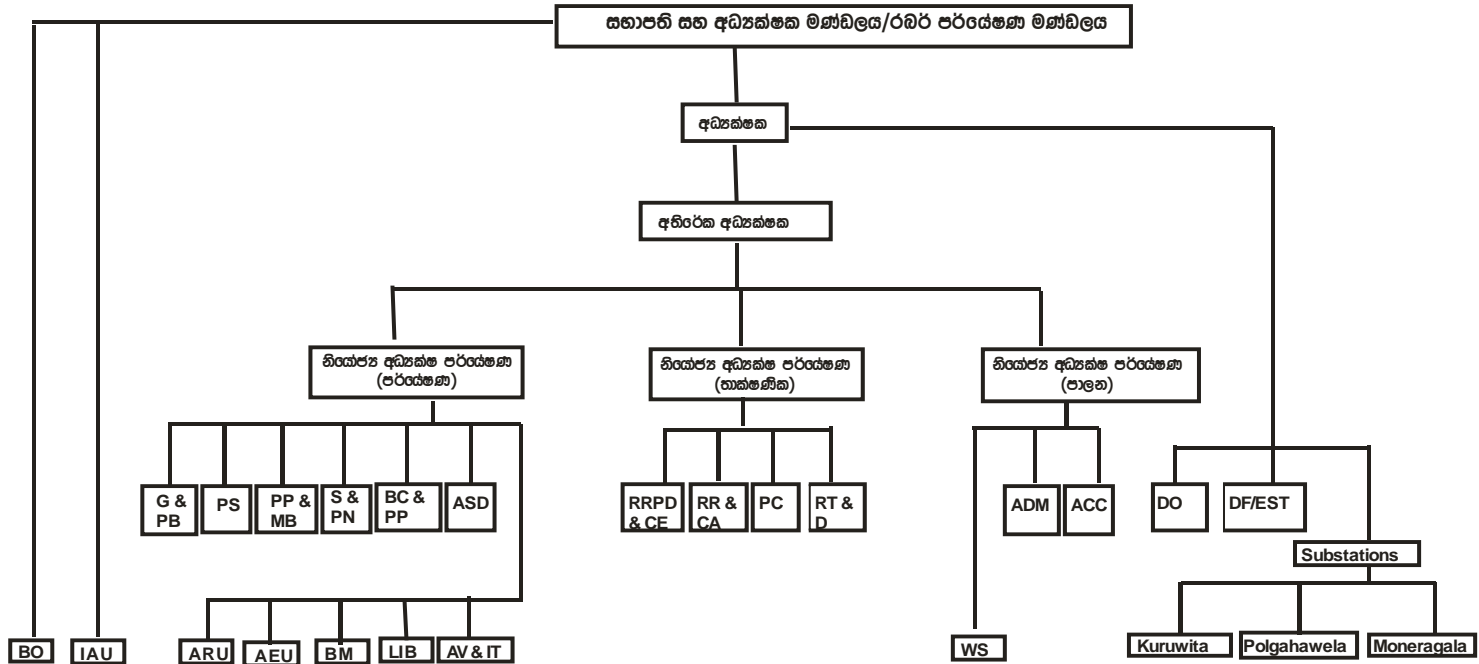 සභාපති සහ අධ්‍යක්ෂක මණ්ඩලය/රබර් පර්යේෂණ මණ්ඩලය
අධ්‍යක්ෂක
අතිරේක අධ්‍යක්ෂක
නියෝජ්‍ය අධ්‍යක්ෂ පර්යේෂණ
(පර්යේෂණ)
නියෝජ්‍ය අධ්‍යක්ෂ පර්යේෂණ
(තාක්ෂණික)
නියෝජ්‍ය අධ්‍යක්ෂ පර්යේෂණ
(පාලන)
G &
PB
PS
PP &
MB
S &
PN
BC &
PP
ASD
RRPD
& CE
RR &
CA
PC
RT &
D
ADM
ACC
DO
DF/EST
Substations
BO
IAU
ARU
AEU
BM
LIB
AV & IT
WS
Kuruwita
Polgahawela
Moneragala